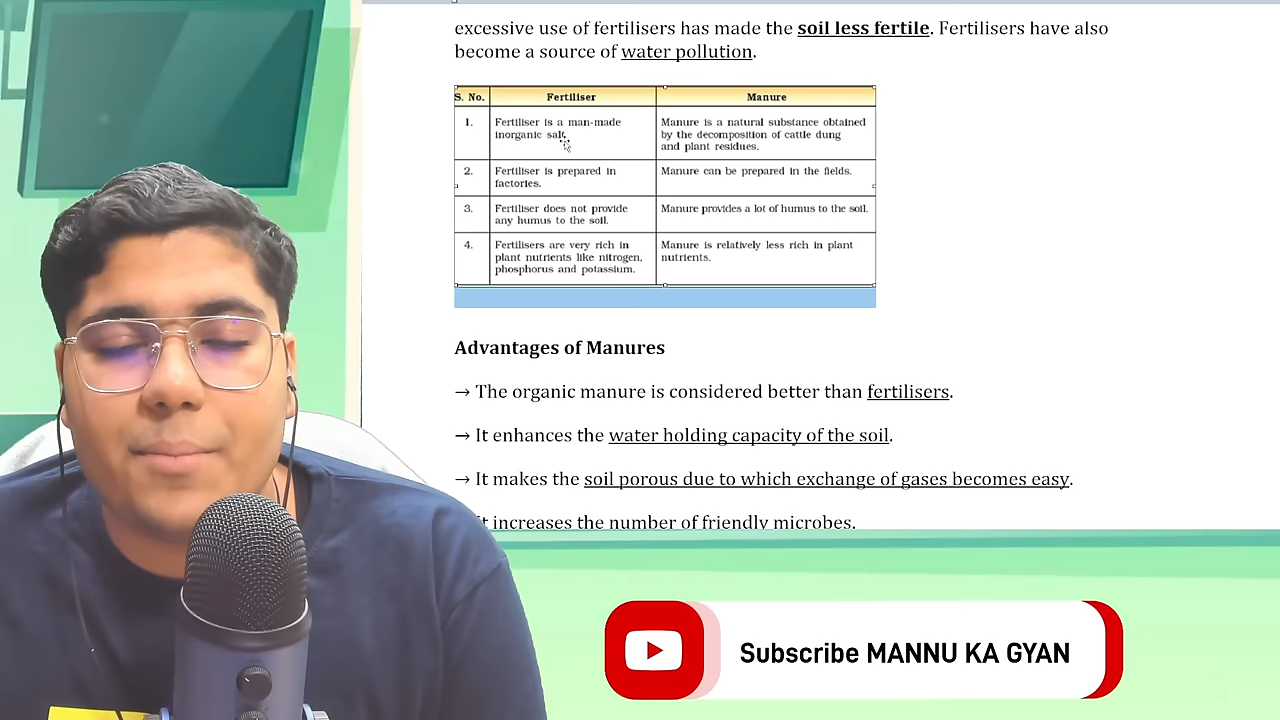 excessive use of fertilisers has made the soil less fertile. Fertilisers have also
become a source of water pollution.
S. No. Fertiliser Manure
1. Fertiliser is a man-made Manure is a natural substance obtained
inorganic salt. by the decomposition of cattle dung
and plant residues.
2. Fertiliser is prepared in Manure can be prepared in the fields.
factories.
3. Fertiliser does not provide Manure provides a lot of humus to the soil.
any humus to the soil.
4. Fertilisers are very rich in Manure is relatively less rich in plant
plant nutrients like nitrogen, nutrients.
phosphorus and potassium.
Advantages of Manures
→ The organic manure is considered better than fertilisers.
→ It enhances the water holding capacity of the soil.
→ It makes the soil porous due to which exchange of gases becomes easy.
It increases the number of friendly microbes.
Subscribe MANNU KA GYAN